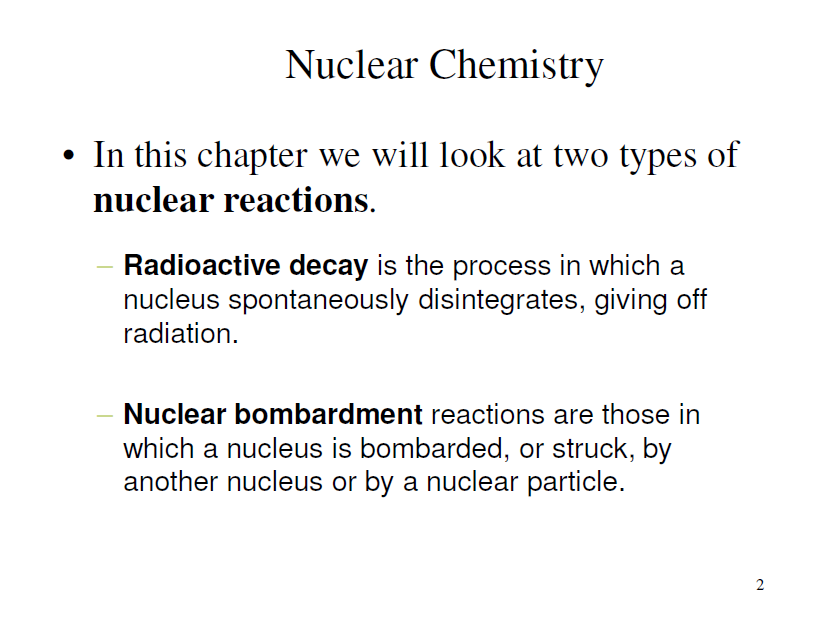 Nuclear Chemistry
• In this chapter we will look at two types of
nuclear reactions.
– Radioactive decay is the process in which a
nucleus spontaneously disintegrates, giving off
radiation.
– Nuclear bombardment reactions are those in
which a nucleus is bombarded, or struck, by
another nucleus or by a nuclear particle.
2